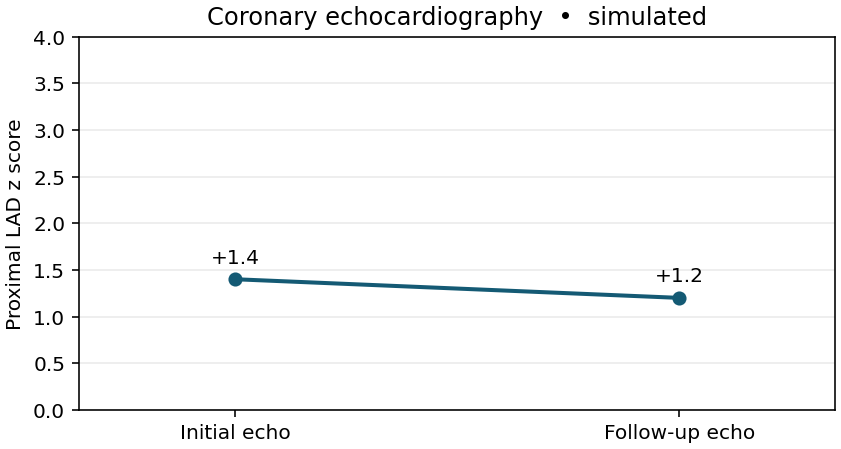 Coronary echocardiography • simulated
Proximal LAD z score
4.0
3.5
3.0
2.5
2.0
1.5
1.0
0.5
0.0
+1.4
+1.2
Initial echo
Follow-up echo